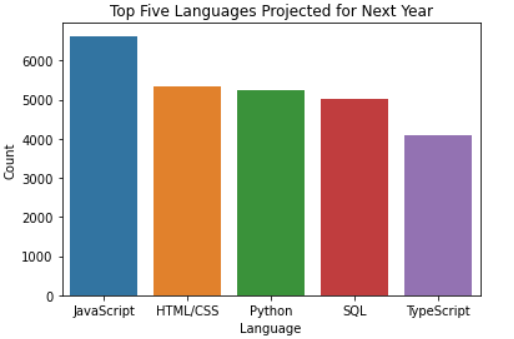 Top Five Languages Projected for Next Year
6000
5000
4000
3000
2000
1000
0
Count
JavaScript HTML/CSS Python SQL TypeScript
Language